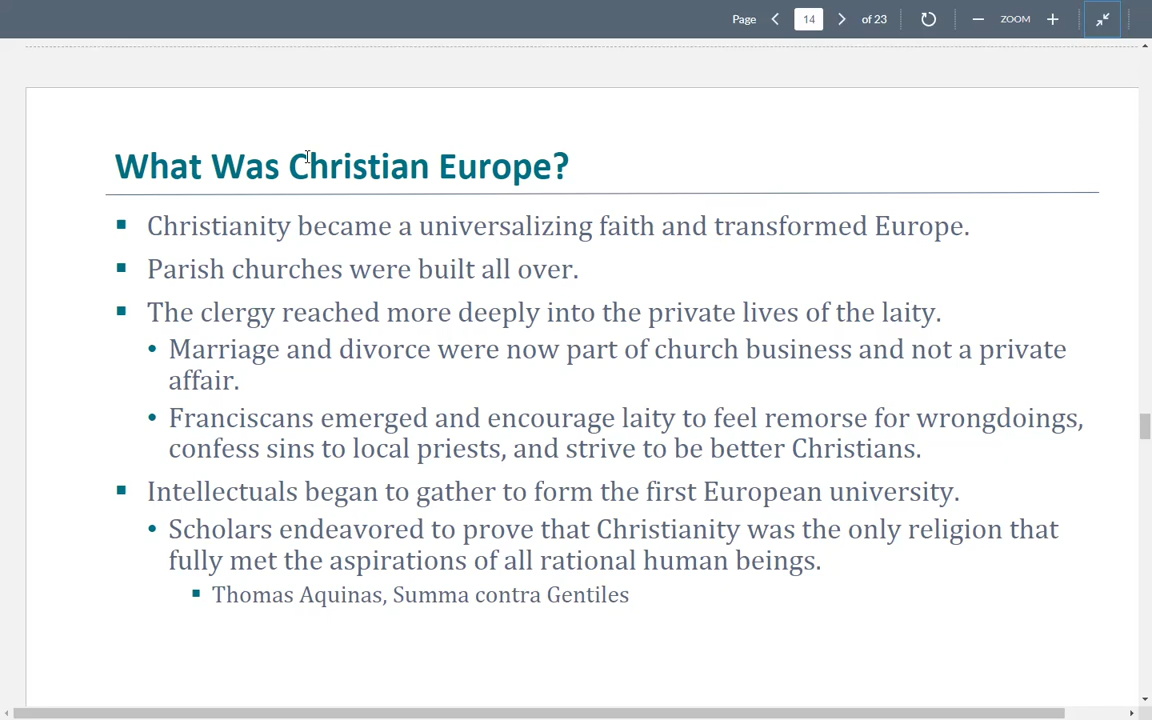 Page 14 of 23 ZOOM
What Was Christian Europe?
Christianity became a universalizing faith and transformed Europe.
Parish churches were built all over.
The clergy reached more deeply into the private lives of the laity.
Marriage and divorce were now part of church business and not a private
affair.
Franciscans emerged and encourage laity to feel remorse for wrongdoings,
confess sins to local priests, and strive to be better Christians.
Intellectuals began to gather to form the first European university.
Scholars endeavored to prove that Christianity was the only religion that
fully met the aspirations of all rational human beings.
Thomas Aquinas, Summa contra Gentiles